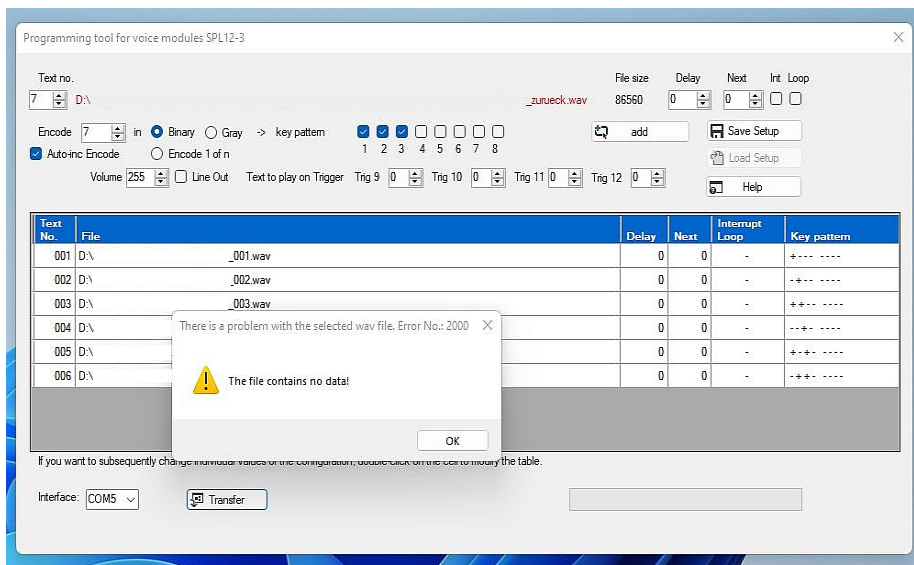 Programming tool for voice modules SPL12-3
Text no. File size Delay Next Int Loop
7 D:\ _zurueck.wav 86560 0 0
Encode 7 in Binary Gray -> key pattern add Save Setup
Auto-inc Encode Encode 1 of n 1 2 3 4 5 6 7 8 Load Setup
Volume 255 Line Out Text to play on Trigger Trig 9 0 Trig 10 0 Trig 11 0 Trig 12 0 Help
Text No. File Delay Next Interrupt Loop Key pattern
001 D:\ _001.wav 0 0 - +--- ----
002 D:\ _002.wav 0 0 - -+-- ----
003 D:\ _003.wav 0 0 - ++-- ----
004 D:\ 0 0 - --+- ----
005 D:\ 0 0 - +-+- ----
006 D:\ 0 0 - -++- ----
There is a problem with the selected wav file. Error No.: 2000
The file contains no data!
OK
If you want to subsequently change individual values of the configuration, double-click on the cell to modify the table.
Interface: COM5 Transfer